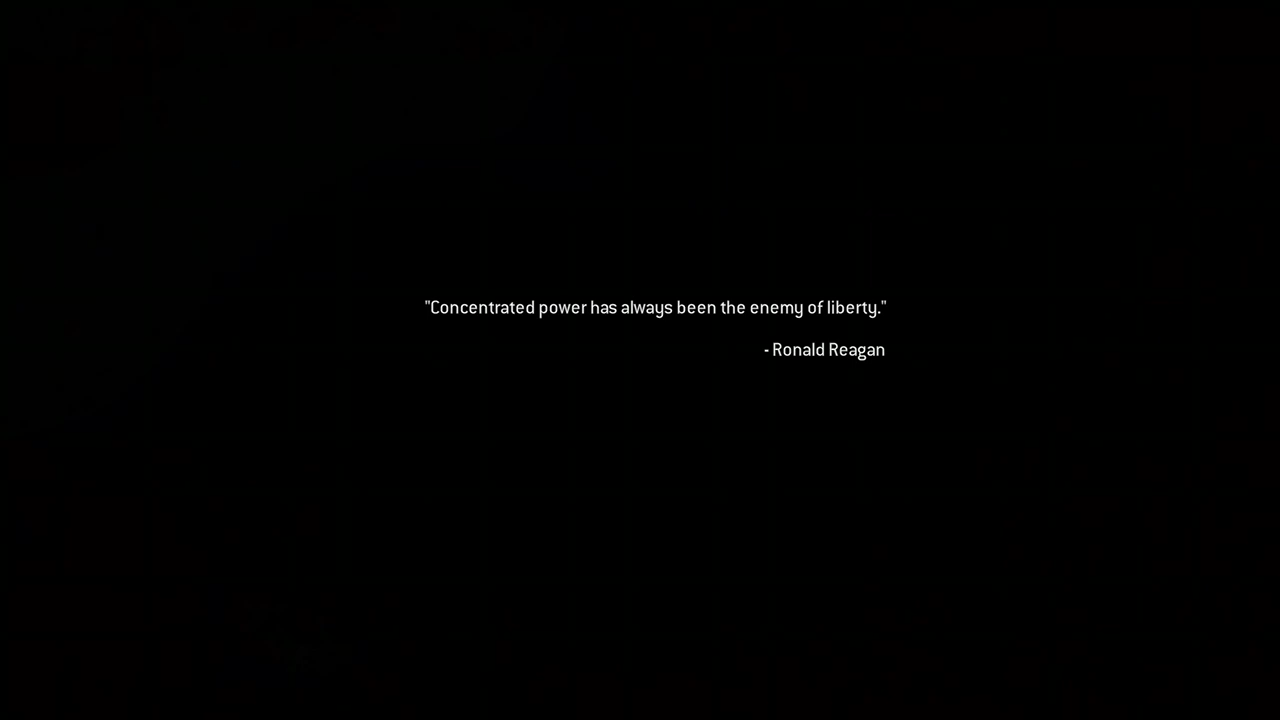 "Concentrated power has always been the enemy of liberty."
- Ronald Reagan